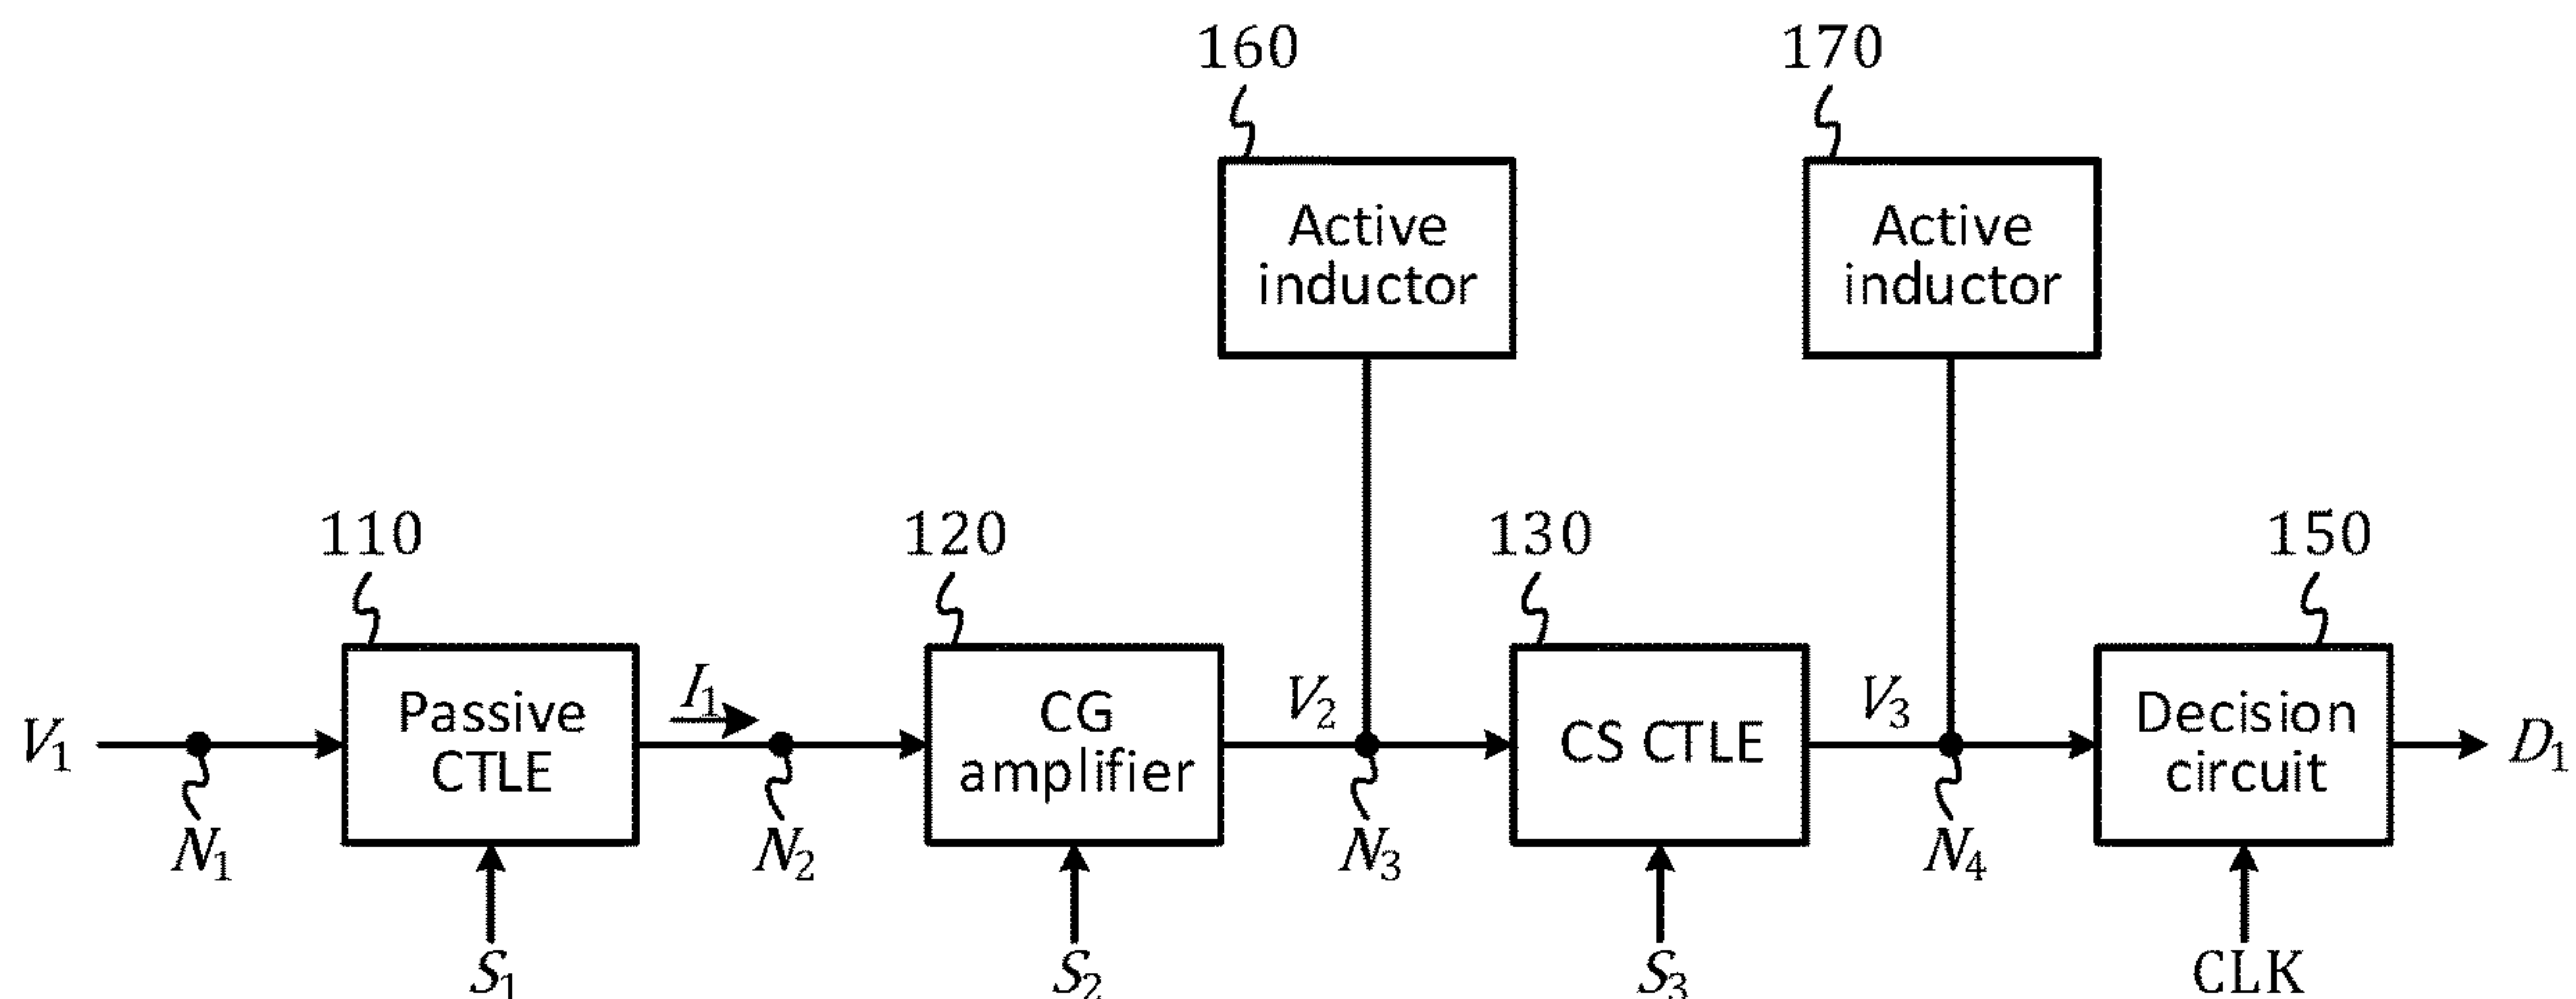 160
170
Active
inductor
Active
inductor
110
120
130
150
V₁
N₁
Passive
CTLE
S₁
I₁
N₂
CG
amplifier
S₂
V₂
N₃
CS CTLE
S₃
V₃
N₄
Decision
circuit
CLK
D₁